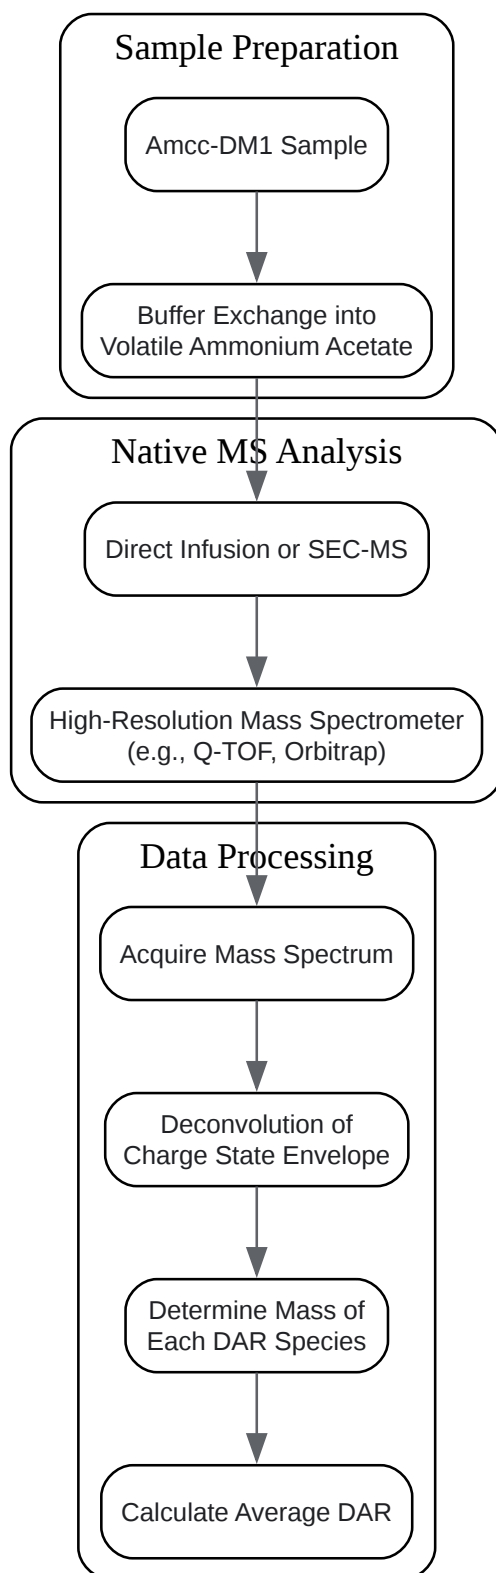 Sample Preparation
Amcc-DM1 Sample
Buffer Exchange into
Volatile Ammonium Acetate
Native MS Analysis
Direct Infusion or SEC-MS
High-Resolution Mass Spectrometer
(e.g., Q-TOF, Orbitrap)
Data Processing
Acquire Mass Spectrum
Deconvolution of
Charge State Envelope
Determine Mass of
Each DAR Species
Calculate Average DAR